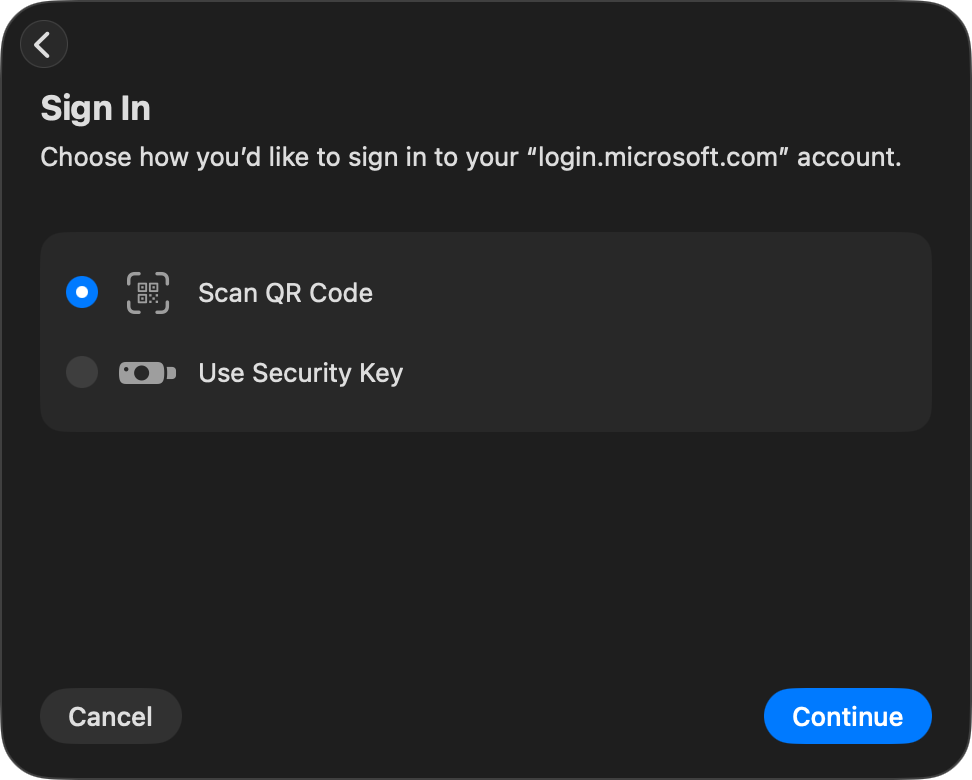 Sign In
Choose how you’d like to sign in to your “login.microsoft.com” account.
Scan QR Code
Use Security Key
Cancel
Continue